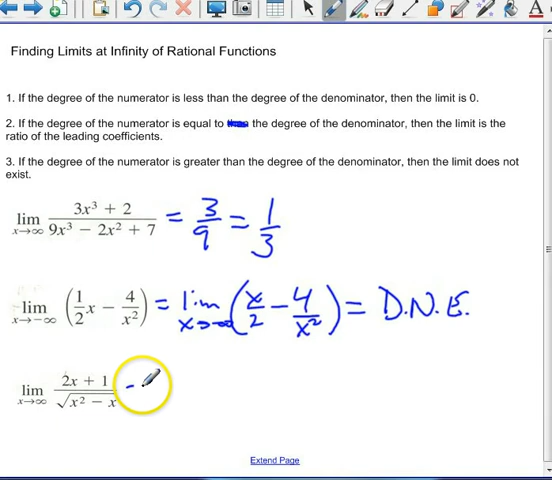 Finding Limits at Infinity of Rational Functions
1. If the degree of the numerator is less than the degree of the denominator, then the limit is 0.
2. If the degree of the numerator is equal to than the degree of the denominator, then the limit is the
ratio of the leading coefficients.
3. If the degree of the numerator is greater than the degree of the denominator, then the limit does not
exist.
lim x→∞ (3x³ + 2)/(9x³ − 2x² + 7) = 3/9 = 1/3
lim x→−∞ (1/2 x − 4/x²) = lim x→−∞ (x/2 − 4/x²) = D.N.E.
lim x→∞ (2x + 1)/√(x² − x) -
Extend Page